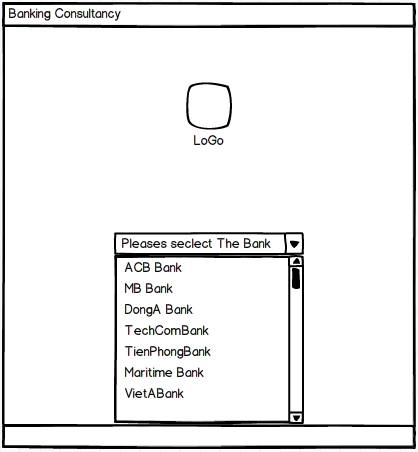 Banking Consultancy
LoGo
Pleases seclect The Bank
ACB Bank
MB Bank
DongA Bank
TechComBank
TienPhongBank
Maritime Bank
VietABank